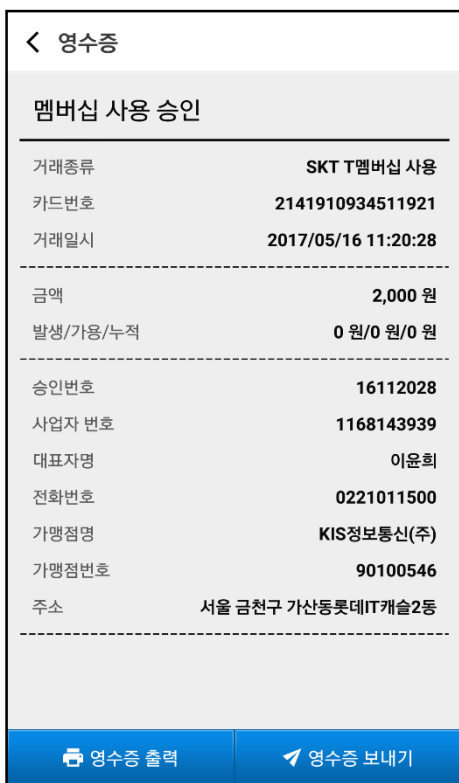 영수증
멤버십 사용 승인
거래종류 SKT T멤버십 사용
카드번호 2141910934511921
거래일시 2017/05/16 11:20:28
금액 2,000 원
발생/가용/누적 0 원/0 원/0 원
승인번호 16112028
사업자 번호 1168143939
대표자명 이윤희
전화번호 0221011500
가맹점명 KIS정보통신(주)
가맹점번호 90100546
주소 서울 금천구 가산동롯데IT캐슬2동
영수증 출력 영수증 보내기